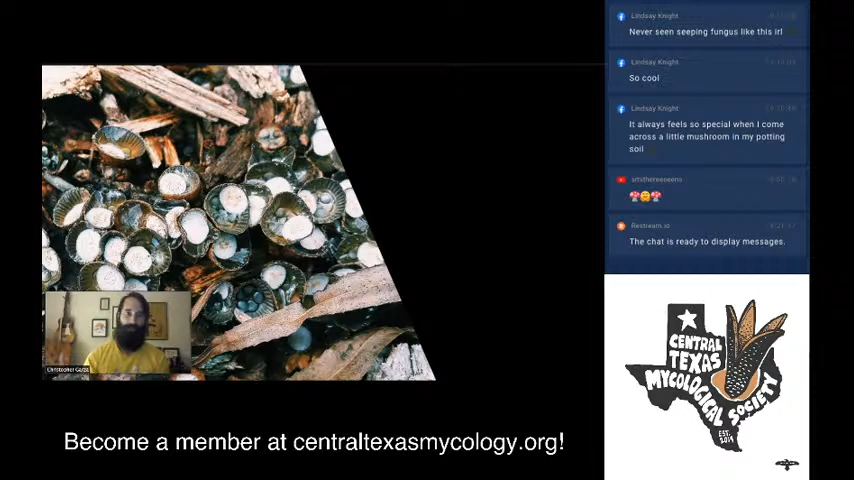 Lindsay Knight
Never seen seeping fungus like this irl
Lindsay Knight
So cool
Lindsay Knight
It always feels so special when I come
across a little mushroom in my potting
soil
Restream.io
The chat is ready to display messages.
CENTRAL
TEXAS
MYCOLOGICAL
SOCIETY
EST.
2019
Become a member at centraltexasmycology.org!